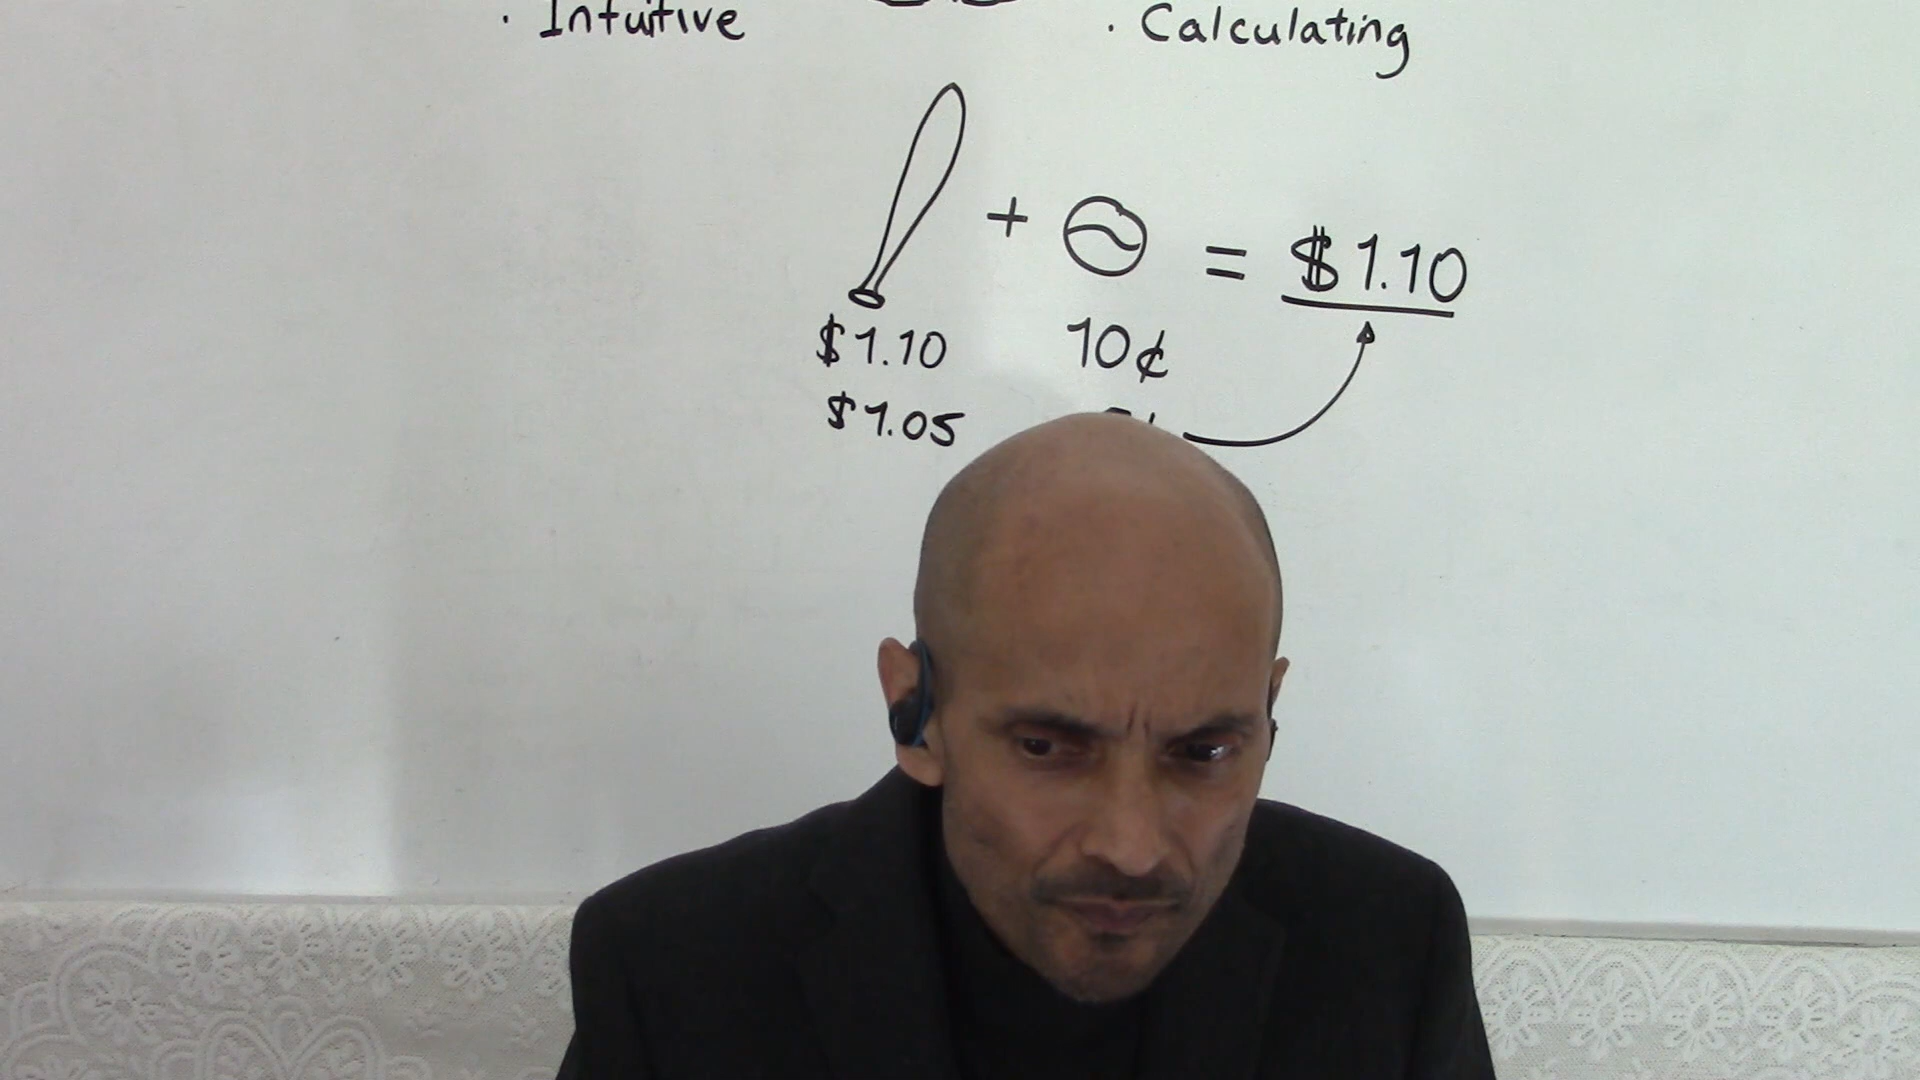 · Intuitive
· Calculating
+ = $1.10
$1.10 10¢
$1.05